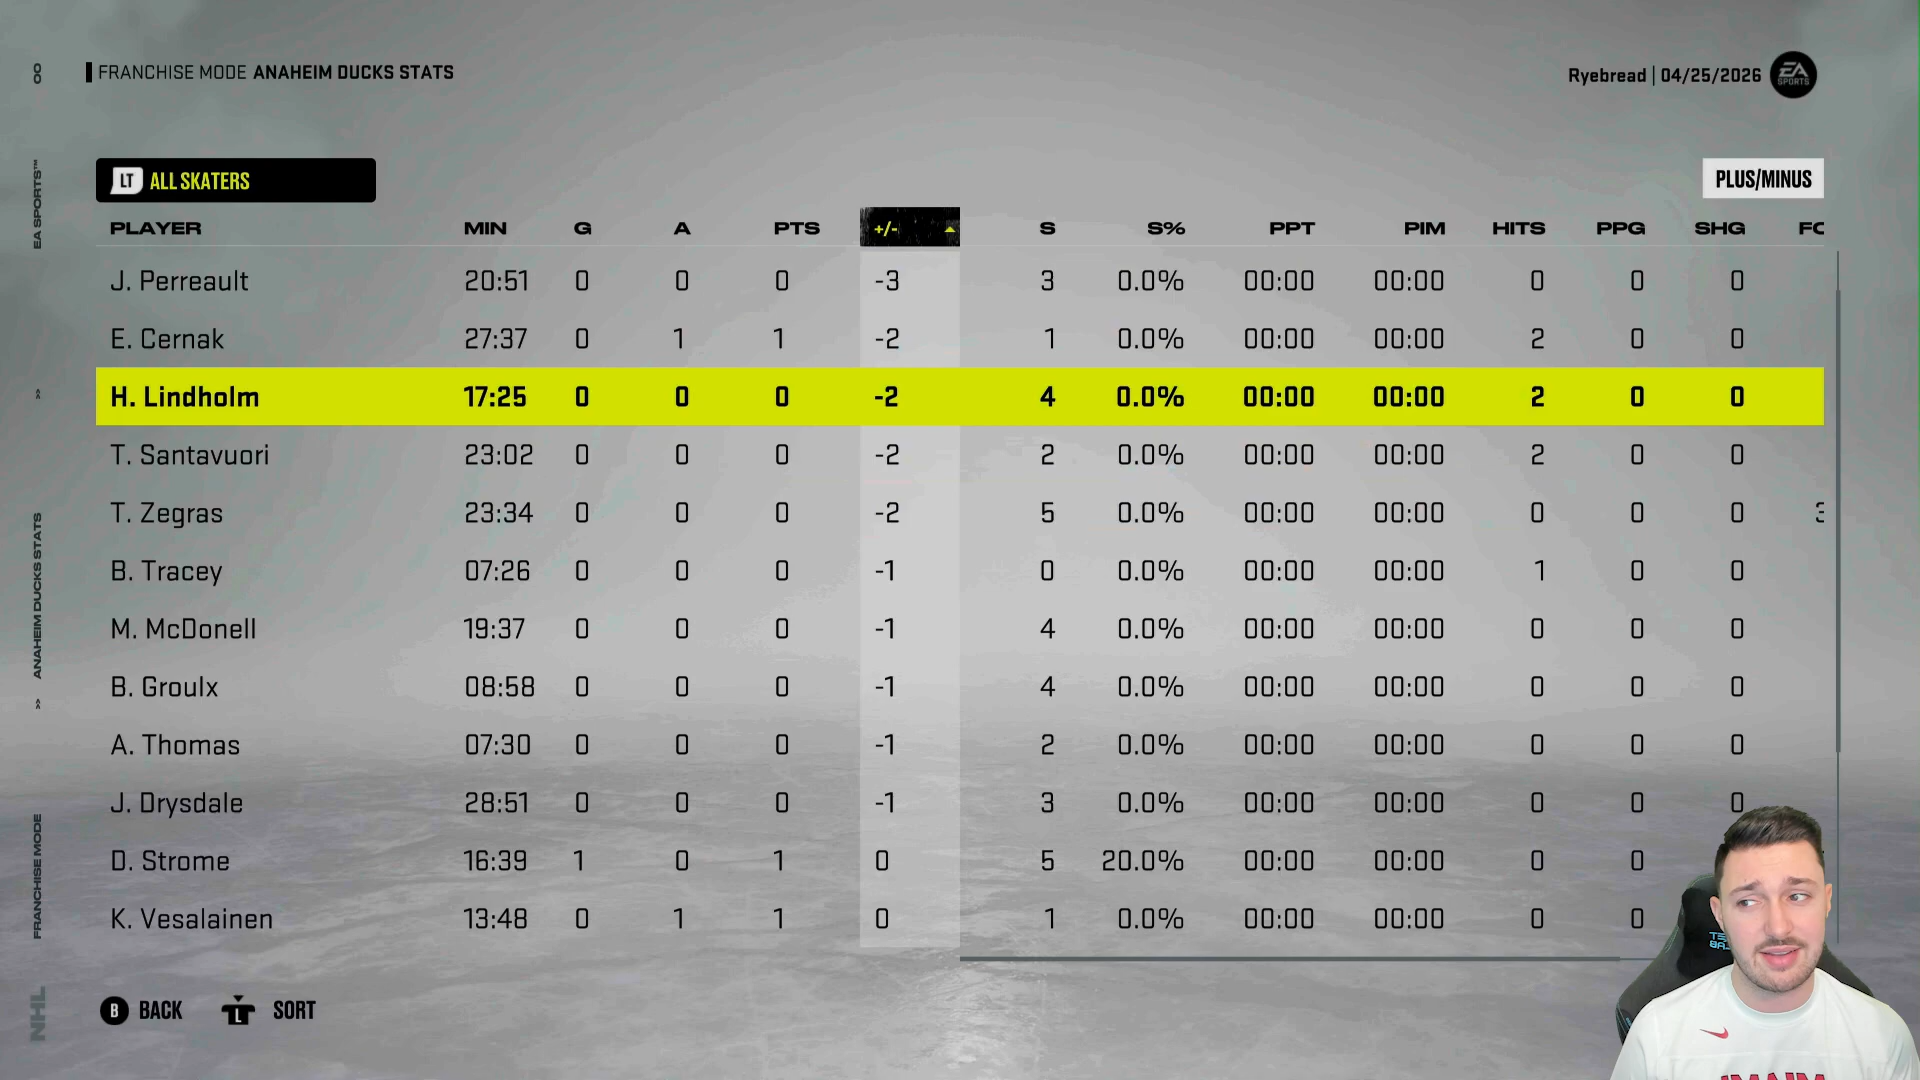 FRANCHISE MODE ANAHEIM DUCKS STATS
Ryebread | 04/25/2026
EA SPORTS
LT ALL SKATERS
PLUS/MINUS
PLAYER MIN G A PTS +/- S S% PPT PIM HITS PPG SHG FO
J. Perreault 20:51 0 0 0 -3 3 0.0% 00:00 00:00 0 0 0
E. Cernak 27:37 0 1 1 -2 1 0.0% 00:00 00:00 2 0 0
H. Lindholm 17:25 0 0 0 -2 4 0.0% 00:00 00:00 2 0 0
T. Santavuori 23:02 0 0 0 -2 2 0.0% 00:00 00:00 2 0 0
T. Zegras 23:34 0 0 0 -2 5 0.0% 00:00 00:00 0 0 0 3
B. Tracey 07:26 0 0 0 -1 0 0.0% 00:00 00:00 1 0 0
M. McDonell 19:37 0 0 0 -1 4 0.0% 00:00 00:00 0 0 0
B. Groulx 08:58 0 0 0 -1 4 0.0% 00:00 00:00 0 0 0
A. Thomas 07:30 0 0 0 -1 2 0.0% 00:00 00:00 0 0 0
J. Drysdale 28:51 0 0 0 -1 3 0.0% 00:00 00:00 0 0 0
D. Strome 16:39 1 0 1 0 5 20.0% 00:00 00:00 0 0
K. Vesalainen 13:48 0 1 1 0 1 0.0% 00:00 00:00 0 0
B BACK L SORT
NHL FRANCHISE MODE >> ANAHEIM DUCKS STATS >> EA SPORTS™